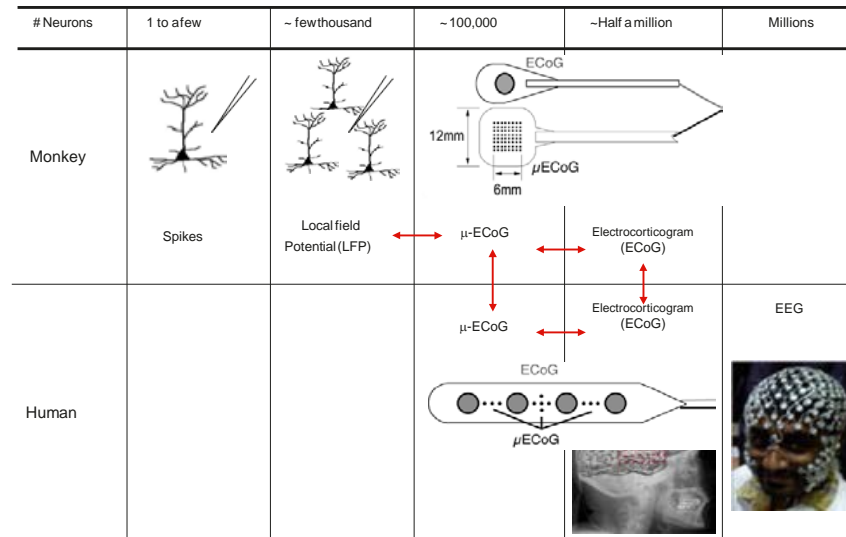 # Neurons
1 to a few
~ few thousand
~100,000
~Half a million
Millions
Monkey
ECoG
12mm
µECoG
6mm
Spikes
Local field
Potential (LFP)
µ-ECoG
Electrocorticogram
(ECoG)
Human
µ-ECoG
Electrocorticogram
(ECoG)
EEG
ECoG
µECoG